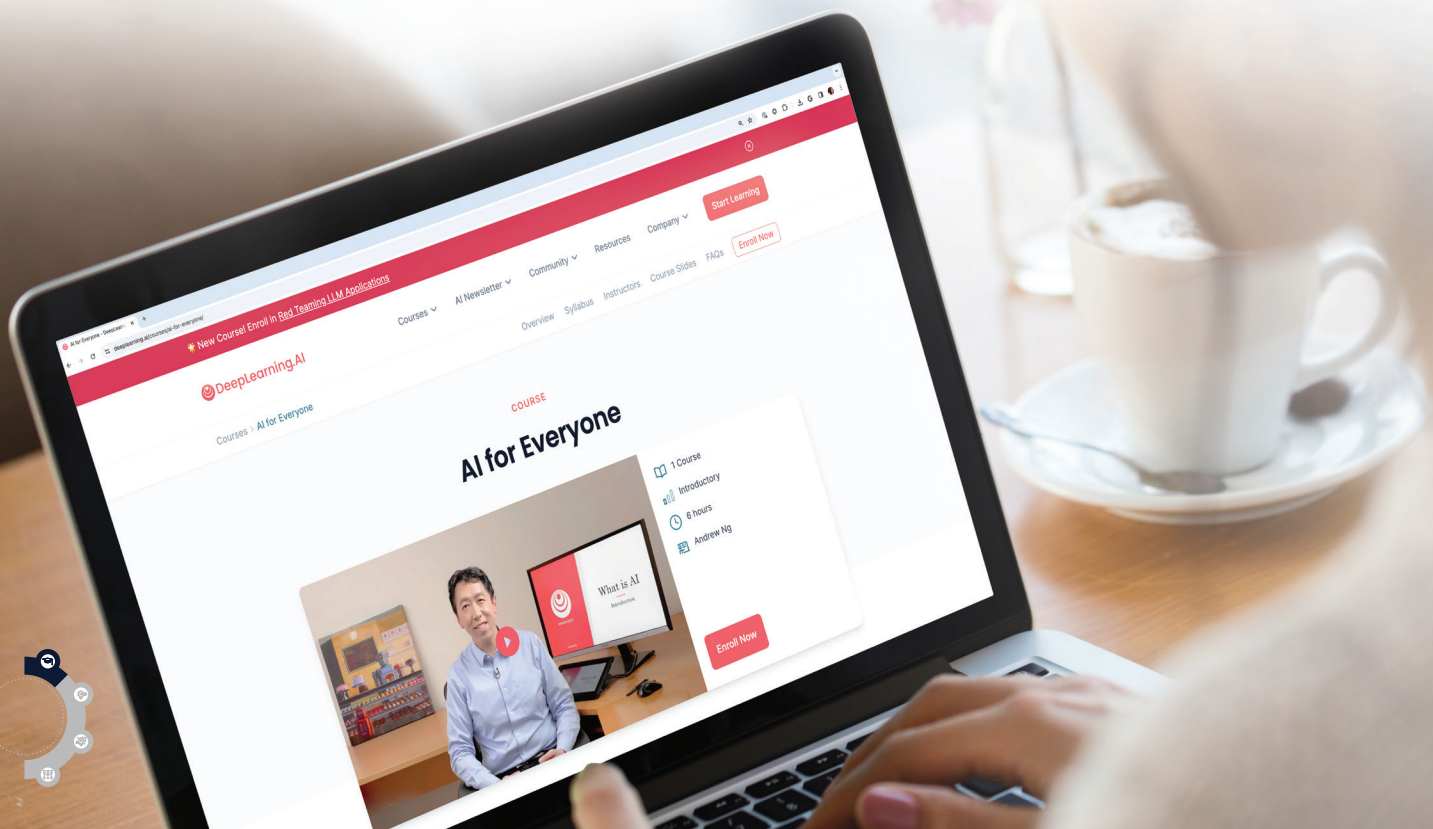 AI for Everyone - DeepLearn
deeplearning.ai/courses/ai-for-everyone/
New Course! Enroll in Red Teaming LLM Applications
DeepLearning.AI
Courses
AI Newsletter
Community
Resources
Company
Start Learning
Courses > AI for Everyone
Overview
Syllabus
Instructors
Course Slides
FAQs
Enroll Now
COURSE
AI for Everyone
1 Course
Introductory
6 hours
Andrew Ng
What is AI
Enroll Now